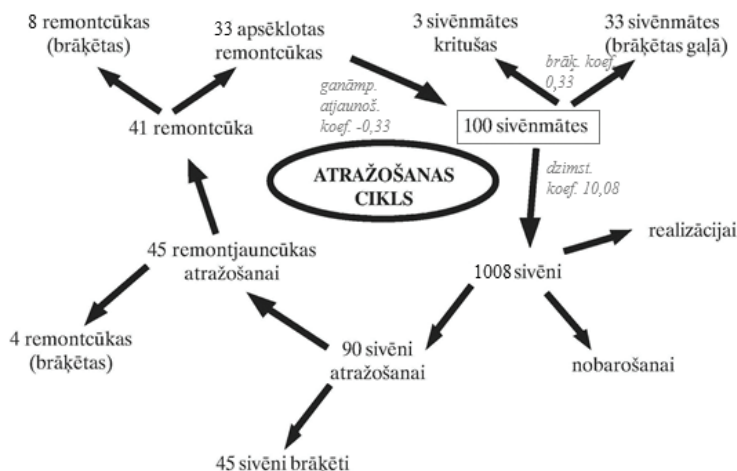 8 remontcūkas
(brāķētas)
33 apsēklotas
remontcūkas
3 sivēnmātes
kritušas
33 sivēnmātes
(brāķētas gaļā)
brāķ. koef.
0,33
ganāmp.
atjaunoš.
koef. -0,33
41 remontcūka
100 sivēnmātes
ATRAŽOŠANAS
CIKLS
dzimst.
koef. 10,08
realizācijai
45 remontjauncūkas
atražošanai
1008 sivēni
4 remontcūkas
(brāķētas)
90 sivēni
atražošanai
nobarošanai
45 sivēni brāķēti